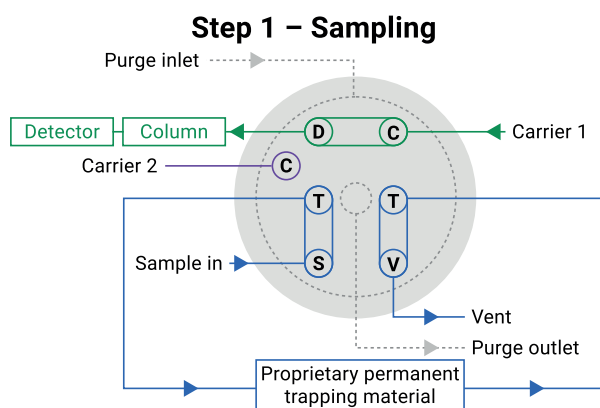 Step 1 – Sampling
Purge inlet
Detector
Column
D
C
Carrier 1
Carrier 2
C
T
T
Sample in
S
V
Vent
Purge outlet
Proprietary permanent
trapping material